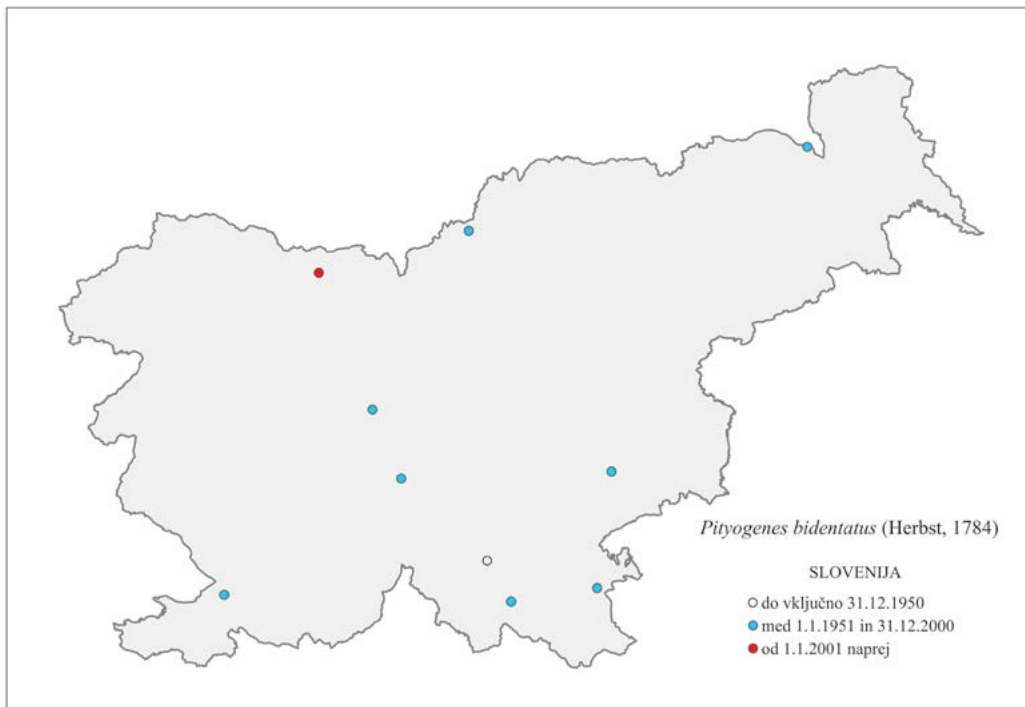 Pityogenes bidentatus (Herbst, 1784)
SLOVENIJA
do vključno 31.12.1950
med 1.1.1951 in 31.12.2000
od 1.1.2001 naprej